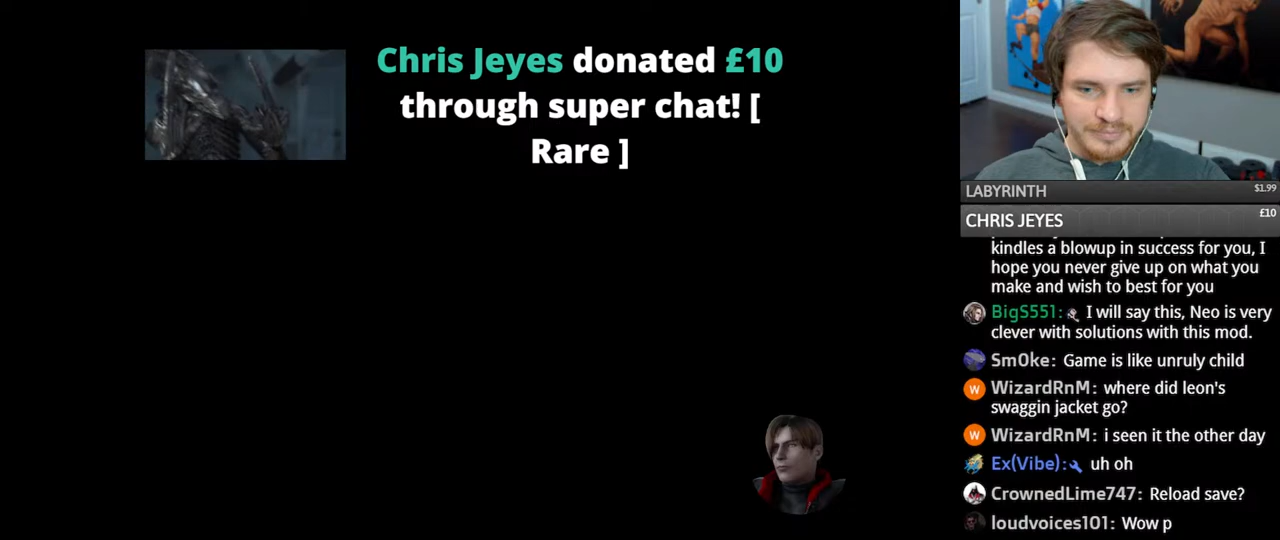 Chris Jeyes donated £10
through super chat! [
Rare ]
LABYRINTH $1.99
CHRIS JEYES £10
kindles a blowup in success for you, I
hope you never give up on what you
make and wish to best for you
BigS551: I will say this, Neo is very
clever with solutions with this mod.
Sm0ke: Game is like unruly child
WizardRnM: where did leon's
swaggin jacket go?
WizardRnM: i seen it the other day
Ex(Vibe): uh oh
CrownedLime747: Reload save?
loudvoices101: Wow p